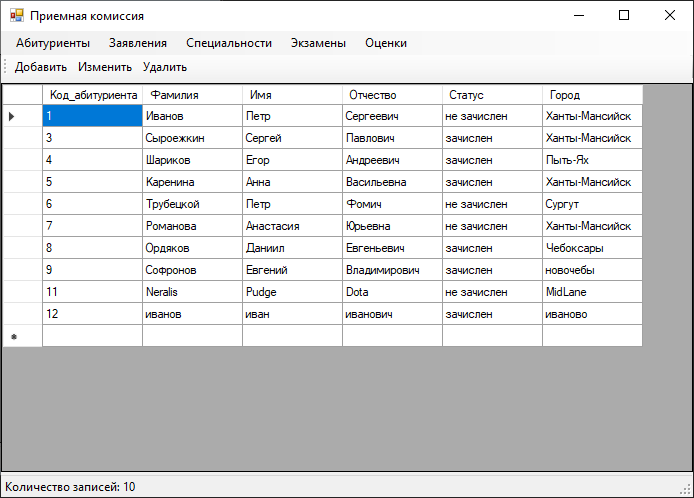 Приемная комиссия
Абитуриенты Заявления Специальности Экзамены Оценки
Добавить Изменить Удалить
Код_абитуриента Фамилия Имя Отчество Статус Город
1 Иванов Петр Сергеевич не зачислен Ханты-Мансийск
3 Сыроежкин Сергей Павлович зачислен Ханты-Мансийск
4 Шариков Егор Андреевич зачислен Пыть-Ях
5 Каренина Анна Васильевна зачислен Ханты-Мансийск
6 Трубецкой Петр Фомич не зачислен Сургут
7 Романова Анастасия Юрьевна не зачислен Ханты-Мансийск
8 Ордяков Даниил Евгеньевич зачислен Чебоксары
9 Софронов Евгений Владимирович зачислен новочебы
11 Neralis Pudge Dota не зачислен MidLane
12 иванов иван иванович зачислен иваново
Количество записей: 10